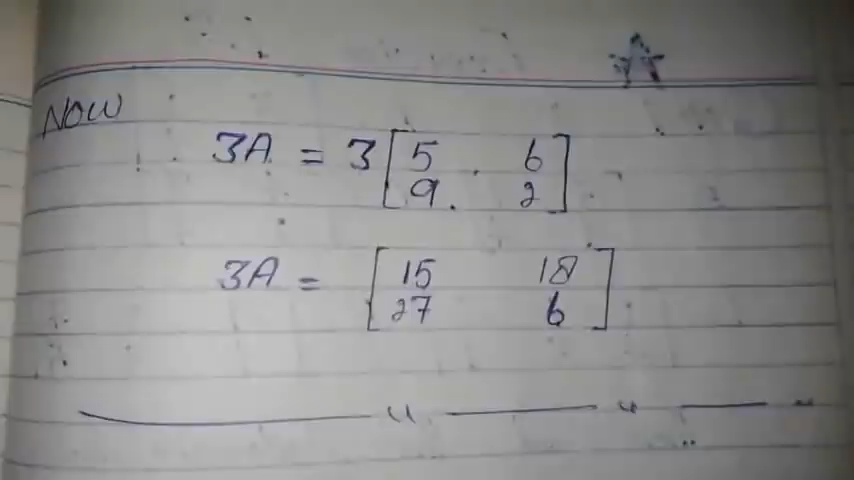 Now
3A = 3 [ 5 6
9 2 ]
3A = [ 15 18
27 6 ]